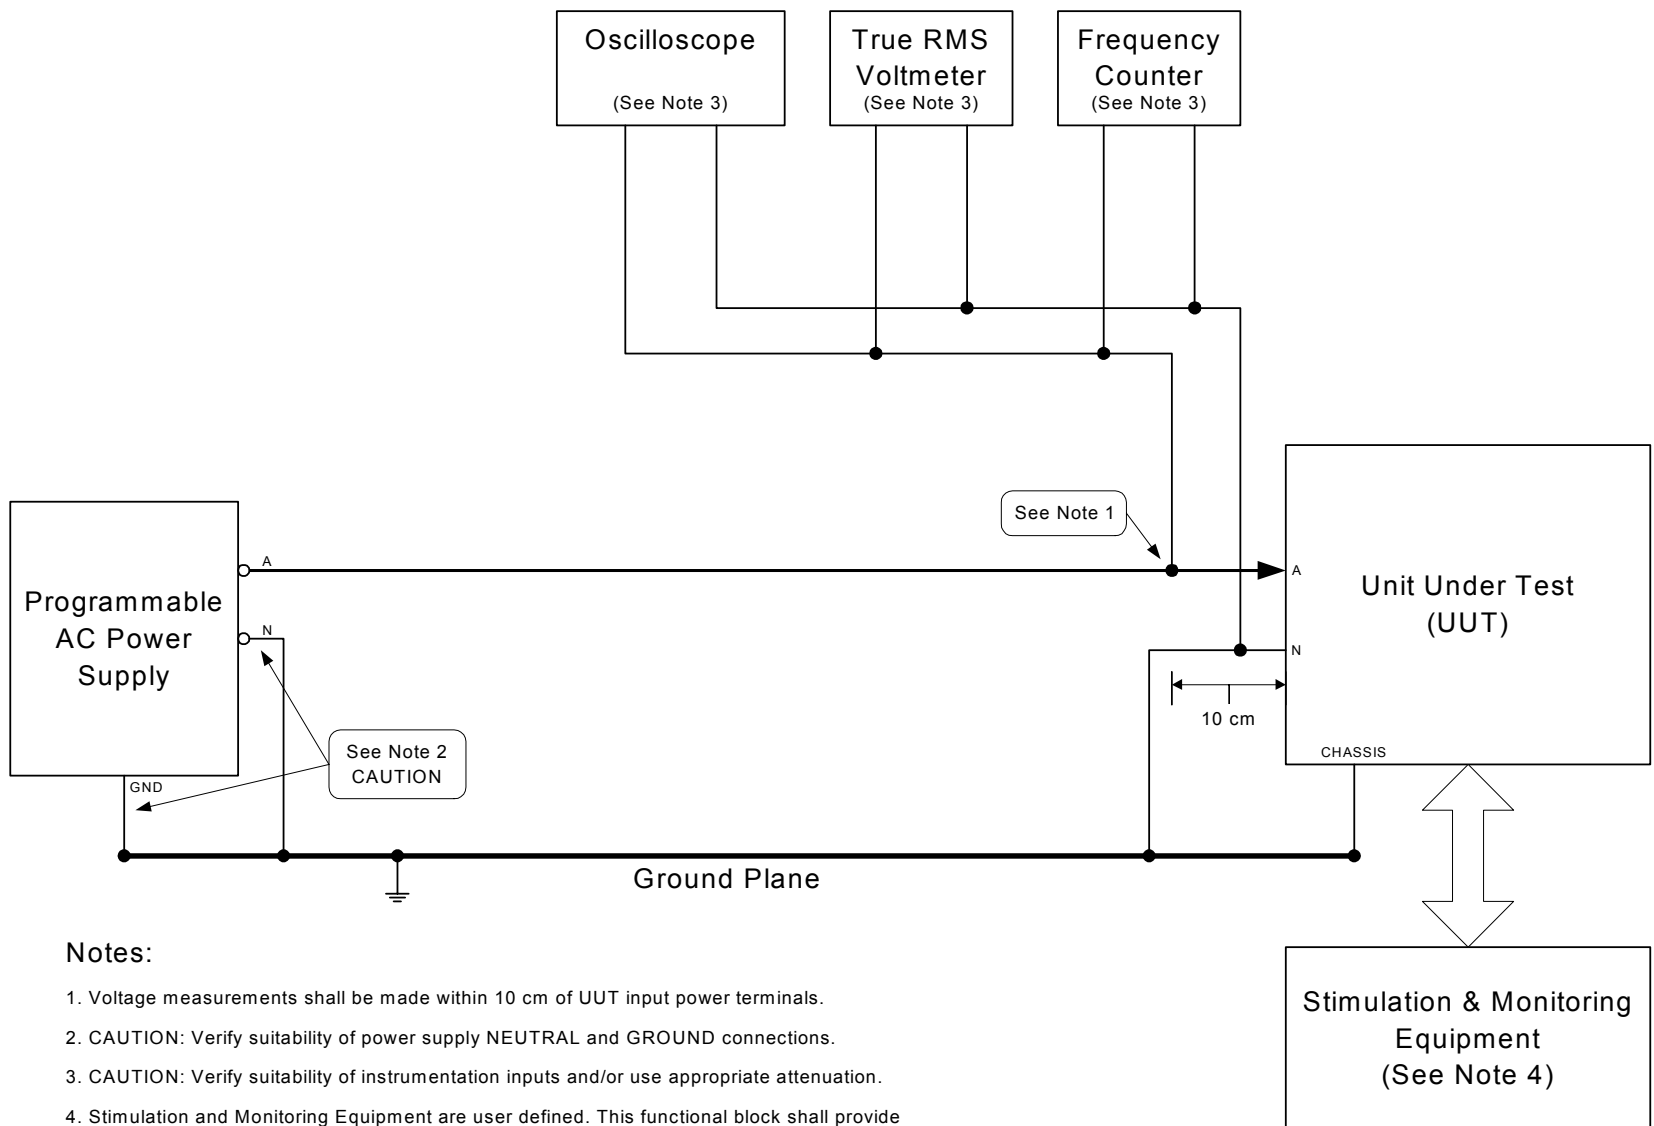 Oscilloscope
(See Note 3)
True RMS
Voltmeter
(See Note 3)
Frequency
Counter
(See Note 3)
See Note 1
Programmable
AC Power
Supply
A
N
GND
See Note 2
CAUTION
A
N
Unit Under Test
(UUT)
10 cm
CHASSIS
Ground Plane
Notes:
1. Voltage measurements shall be made within 10 cm of UUT input power terminals.
2. CAUTION: Verify suitability of power supply NEUTRAL and GROUND connections.
3. CAUTION: Verify suitability of instrumentation inputs and/or use appropriate attenuation.
4. Stimulation and Monitoring Equipment are user defined. This functional block shall provide
Stimulation & Monitoring
Equipment
(See Note 4)